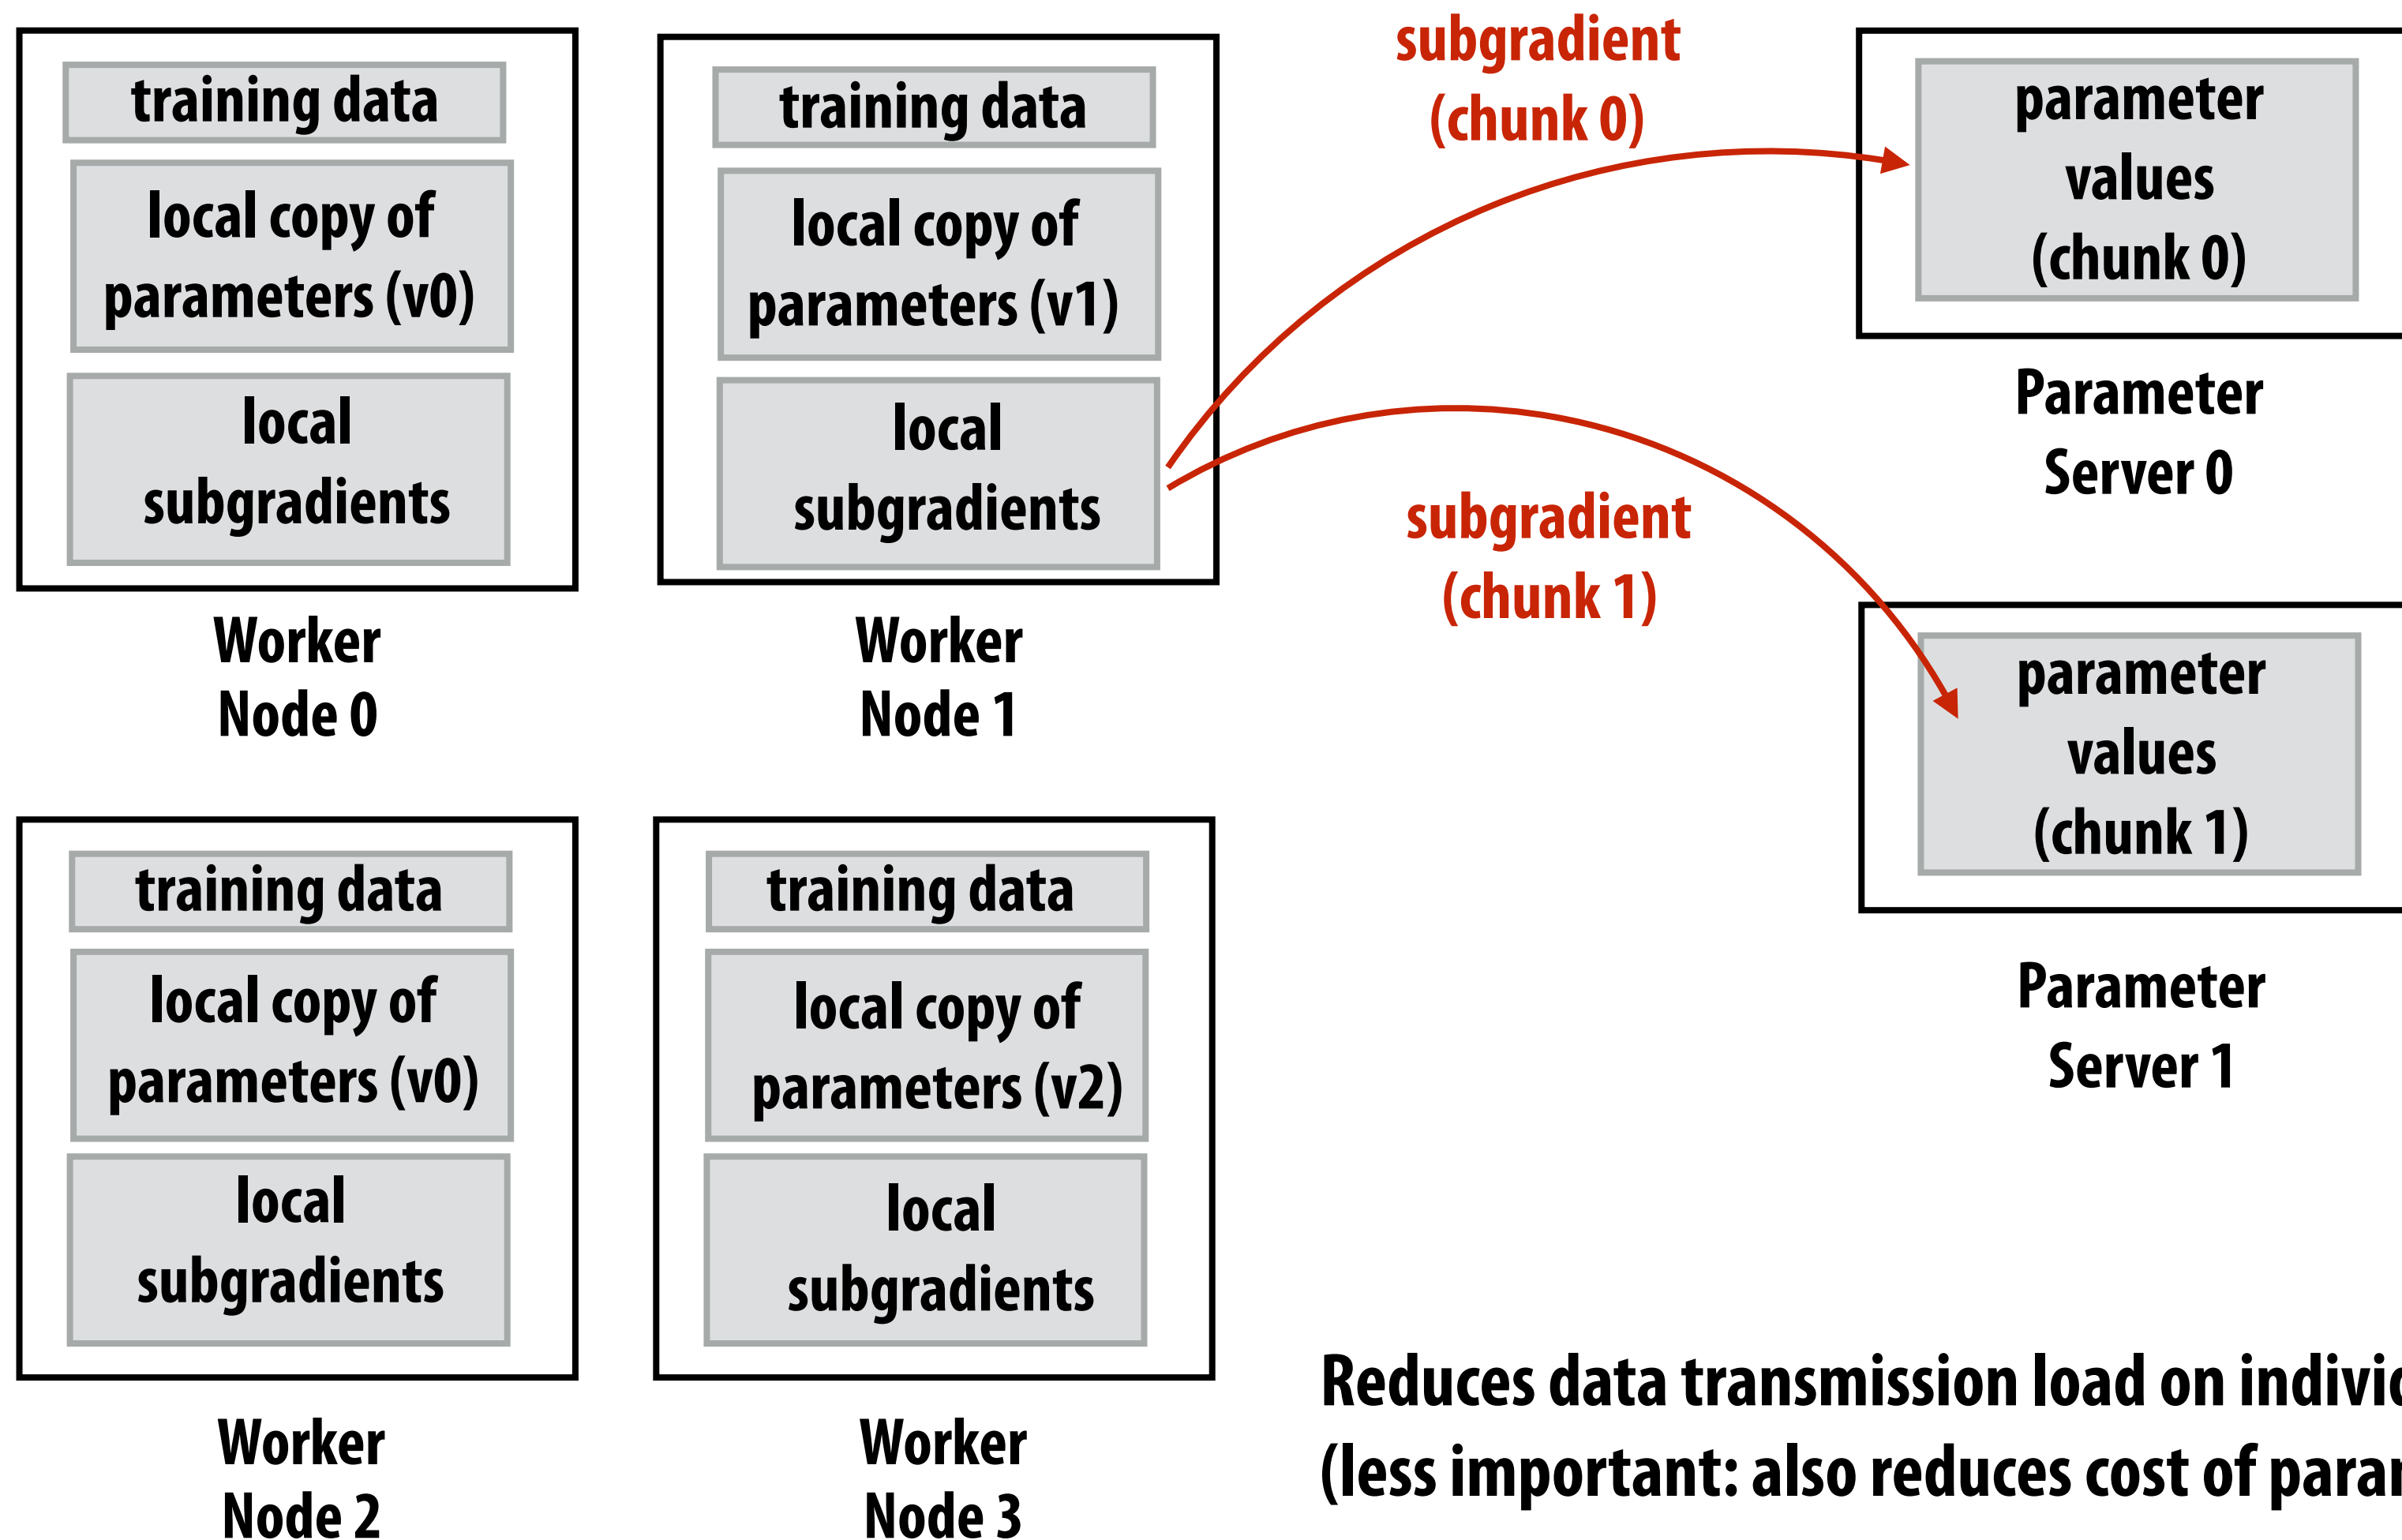 training data
local copy of
parameters (v0)
local
subgradients
Worker
Node 0
training data
local copy of
parameters (v1)
local
subgradients
Worker
Node 1
subgradient
(chunk 0)
subgradient
(chunk 1)
parameter
values
(chunk 0)
Parameter
Server 0
parameter
values
(chunk 1)
Parameter
Server 1
training data
local copy of
parameters (v0)
local
subgradients
Worker
Node 2
training data
local copy of
parameters (v2)
local
subgradients
Worker
Node 3
Reduces data transmission load on
(less important: also reduces cost of